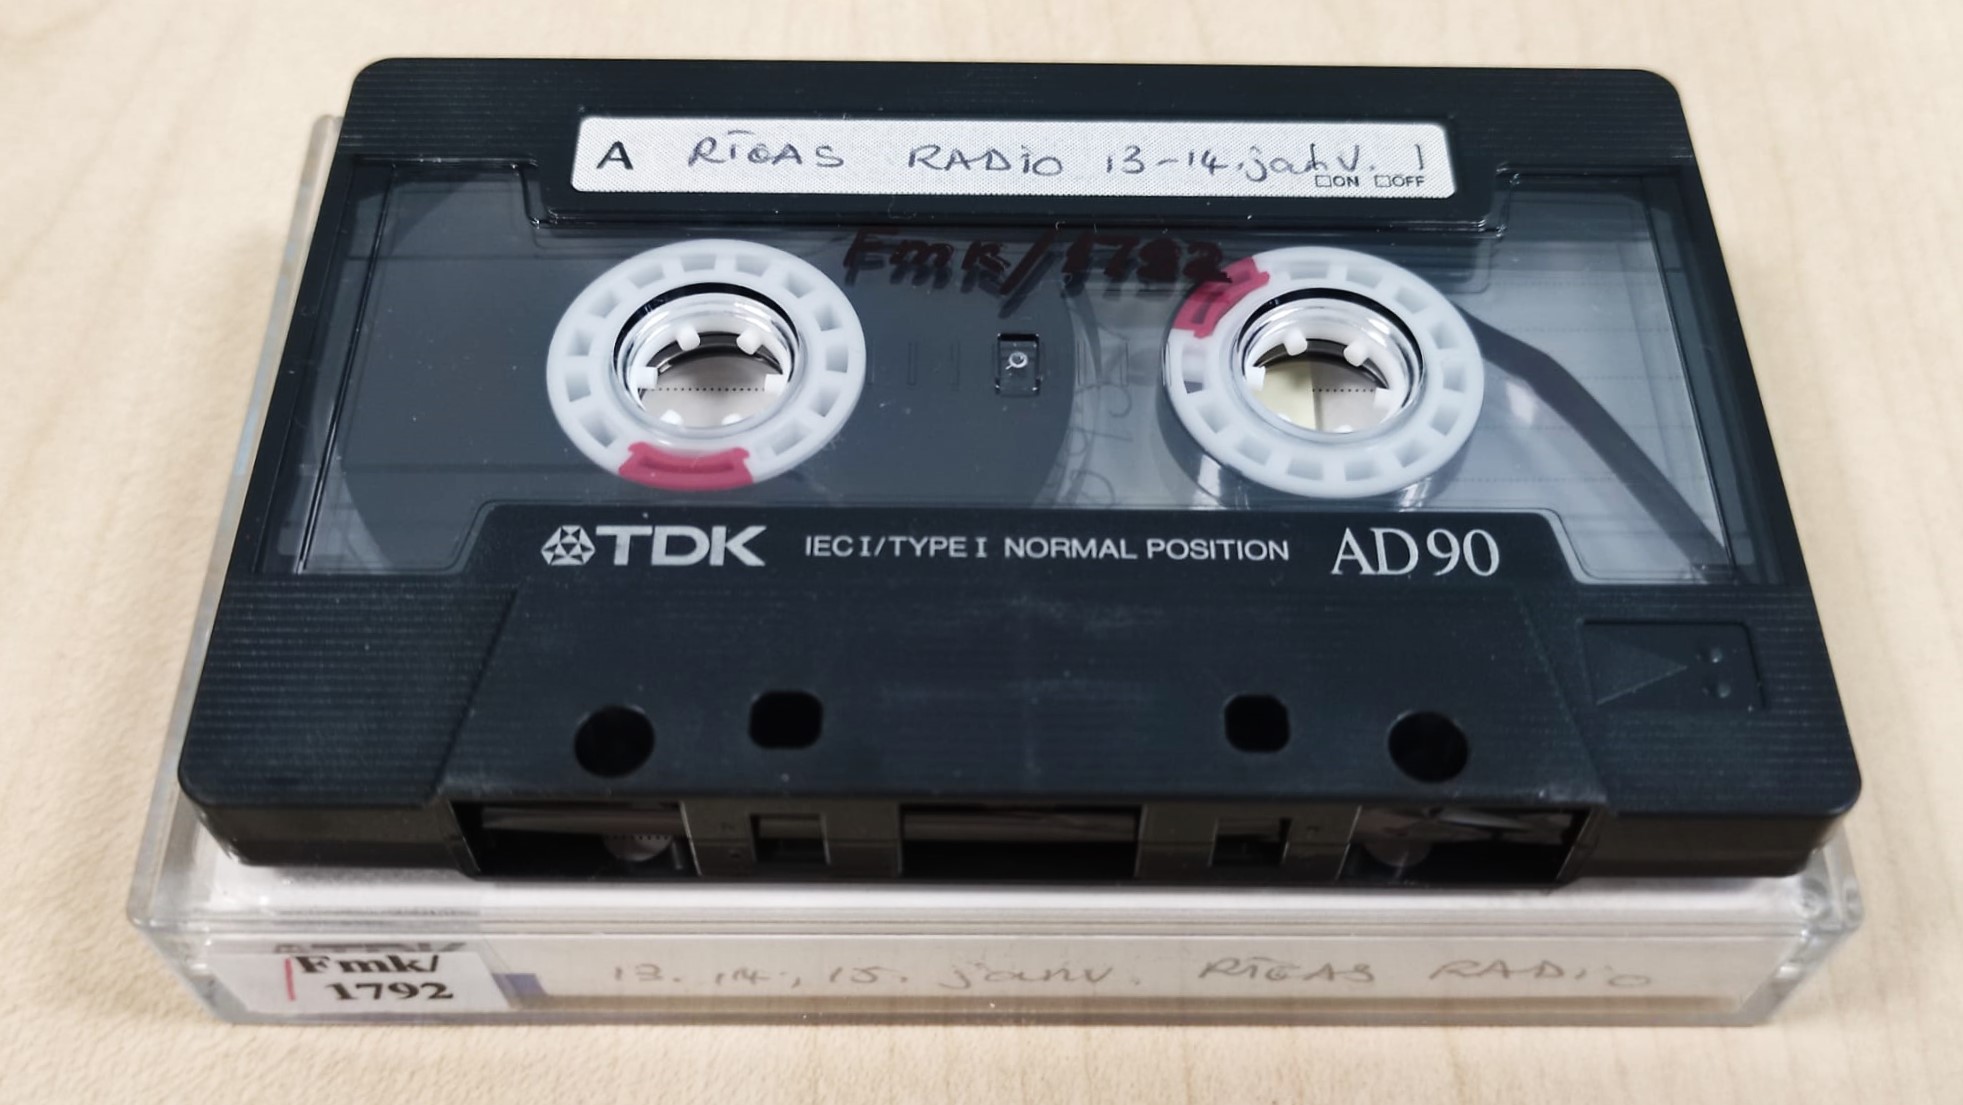 A RĪGAS RADIO 13-14. janv. 1
ON OFF
Fmk/1792
TDK IEC I/TYPE I NORMAL POSITION AD90
Fmk/
1792
13. 14., 15. janv. RĪGAS RADIO